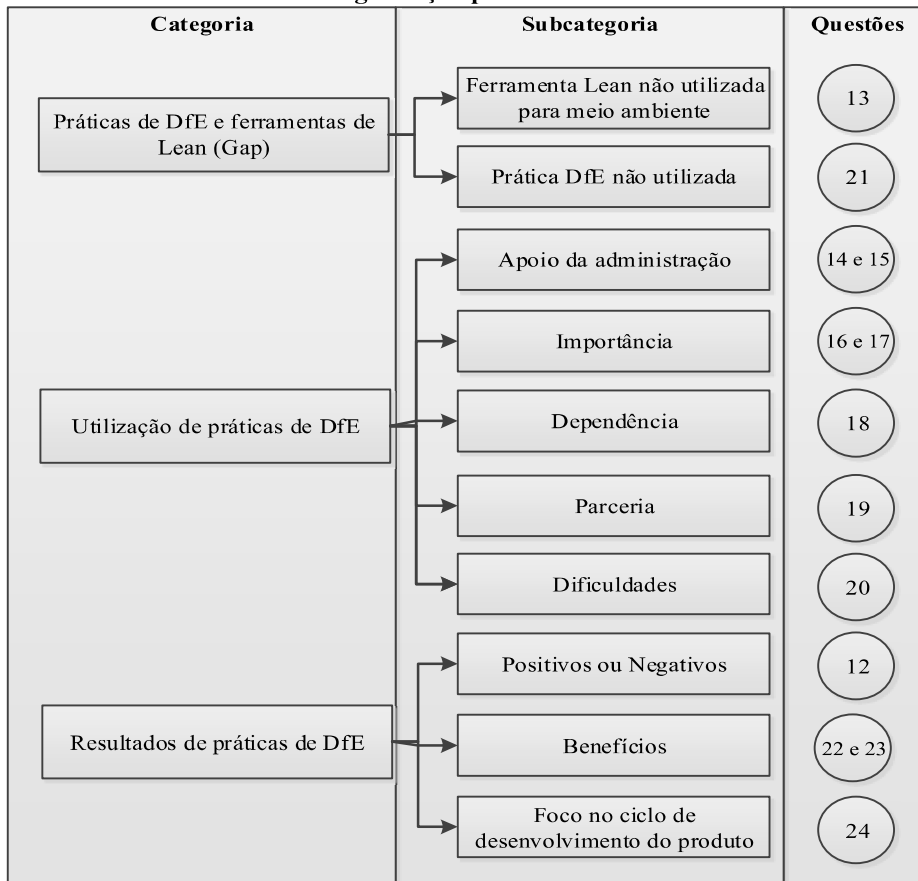 Categoria
Subcategoria
Questões
Práticas de DfE e ferramentas de
Lean (Gap)
Ferramenta Lean não utilizada
para meio ambiente
13
Prática DfE não utilizada
21
Utilização de práticas de DfE
Apoio da administração
14 e 15
Importância
16 e 17
Dependência
18
Parceria
19
Dificuldades
20
Resultados de práticas de DfE
Positivos ou Negativos
12
Benefícios
22 e 23
Foco no ciclo de
desenvolvimento do produto
24